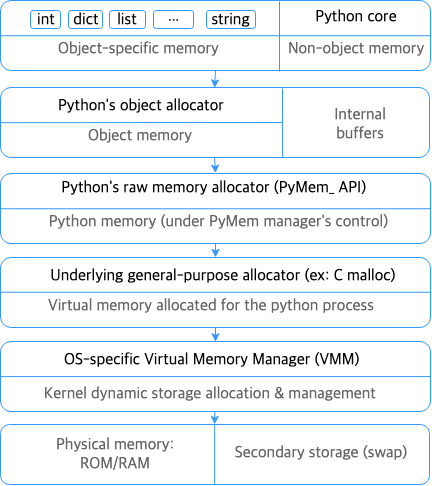 int dict list ... string
Python core
Object-specific memory
Non-object memory
Python's object allocator
Object memory
Internal
buffers
Python's raw memory allocator (PyMem_ API)
Python memory (under PyMem manager's control)
Underlying general-purpose allocator (ex: C malloc)
Virtual memory allocated for the python process
OS-specific Virtual Memory Manager (VMM)
Kernel dynamic storage allocation & management
Physical memory:
ROM/RAM
Secondary storage (swap)